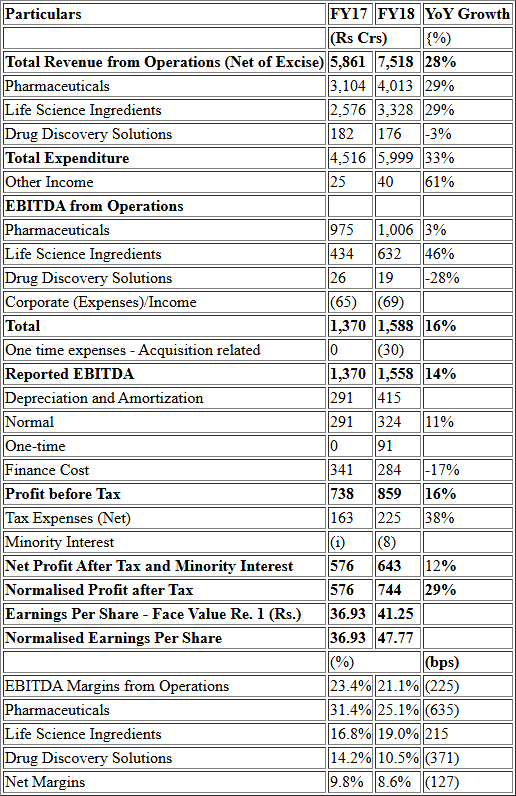 Particulars FY17 FY18 YoY Growth
(Rs Crs) {%)
Total Revenue from Operations (Net of Excise) 5,861 7,518 28%
Pharmaceuticals 3,104 4,013 29%
Life Science Ingredients 2,576 3,328 29%
Drug Discovery Solutions 182 176 -3%
Total Expenditure 4,516 5,999 33%
Other Income 25 40 61%
EBITDA from Operations
Pharmaceuticals 975 1,006 3%
Life Science Ingredients 434 632 46%
Drug Discovery Solutions 26 19 -28%
Corporate (Expenses)/Income (65) (69)
Total 1,370 1,588 16%
One time expenses - Acquisition related 0 (30)
Reported EBITDA 1,370 1,558 14%
Depreciation and Amortization 291 415
Normal 291 324 11%
One-time 0 91
Finance Cost 341 284 -17%
Profit before Tax 738 859 16%
Tax Expenses (Net) 163 225 38%
Minority Interest (i) (8)
Net Profit After Tax and Minority Interest 576 643 12%
Normalised Profit after Tax 576 744 29%
Earnings Per Share - Face Value Re. 1 (Rs.) 36.93 41.25
Normalised Earnings Per Share 36.93 47.77
(%) (bps)
EBITDA Margins from Operations 23.4% 21.1% (225)
Pharmaceuticals 31.4% 25.1% (635)
Life Science Ingredients 16.8% 19.0% 215
Drug Discovery Solutions 14.2% 10.5% (371)
Net Margins 9.8% 8.6% (127)